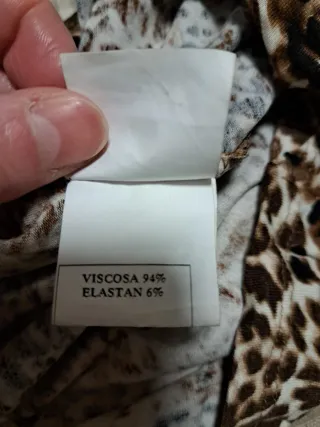 VISCOSA 94%
ELASTAN 6%